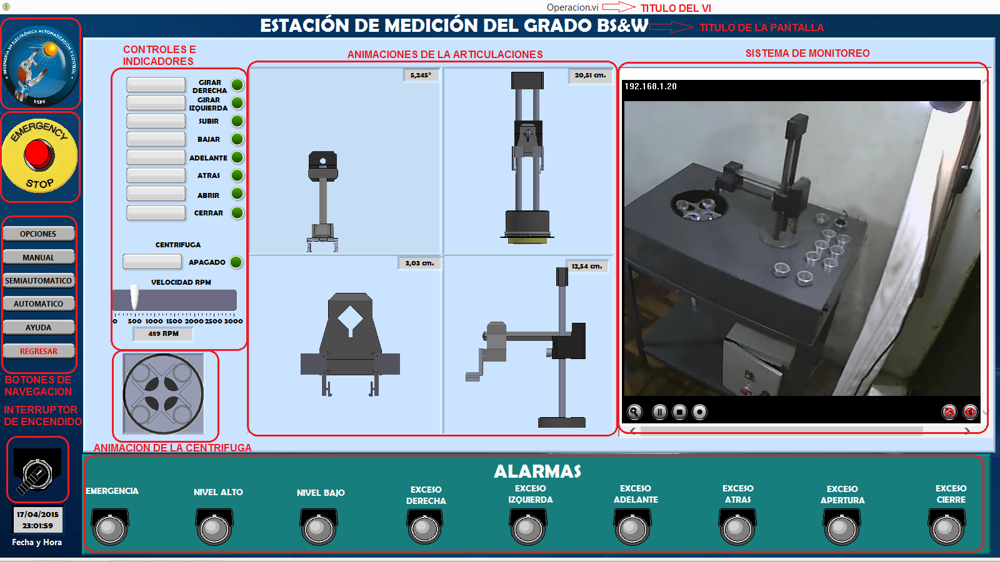 Operacion.vi
TITULO DEL VI
ESTACIÓN DE MEDICIÓN DEL GRADO BS&W
TITULO DE LA PANTALLA
INGENIERÍA EN ELECTRÓNICA AUTOMATIZACIÓN Y CONTROL
ESPE
EMERGENCY
STOP
OPCIONES
MANUAL
SEMIAUTOMATICO
AUTOMATICO
AYUDA
REGRESAR
BOTONES DE
NAVEGACION
INTERRUPTOR
DE ENCENDIDO
17/04/2015
23:01:59
Fecha y Hora
CONTROLES E
INDICADORES
GIRAR
DERECHA
GIRAR
IZQUIERDA
SUBIR
BAJAR
ADELANTE
ATRAS
ABRIR
CERRAR
CENTRIFUGA
APAGADO
VELOCIDAD RPM
0 500 1000 1500 2000 2500 3000
489 RPM
ANIMACION DE LA CENTRIFUGA
ANIMACIONES DE LA ARTICULACIONES
5,245°
20,51 cm.
3,03 cm.
12,54 cm.
SISTEMA DE MONITOREO
192.168.1.20
ALARMAS
EMERGENCIA
NIVEL ALTO
NIVEL BAJO
EXCESO
DERECHA
EXCESO
IZQUIERDA
EXCESO
ADELANTE
EXCESO
ATRAS
EXCESO
APERTURA
EXCESO
CIERRE